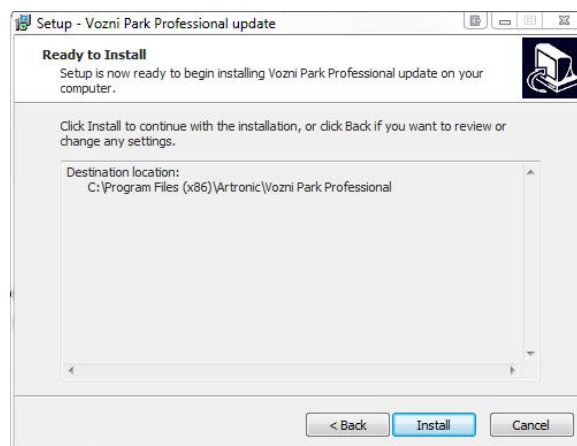 Setup - Vozni Park Professional update
Ready to Install
Setup is now ready to begin installing Vozni Park Professional update on your
computer.
Click Install to continue with the installation, or click Back if you want to review or
change any settings.
Destination location:
C:\Program Files (x86)\Artronic\Vozni Park Professional
< Back
Install
Cancel